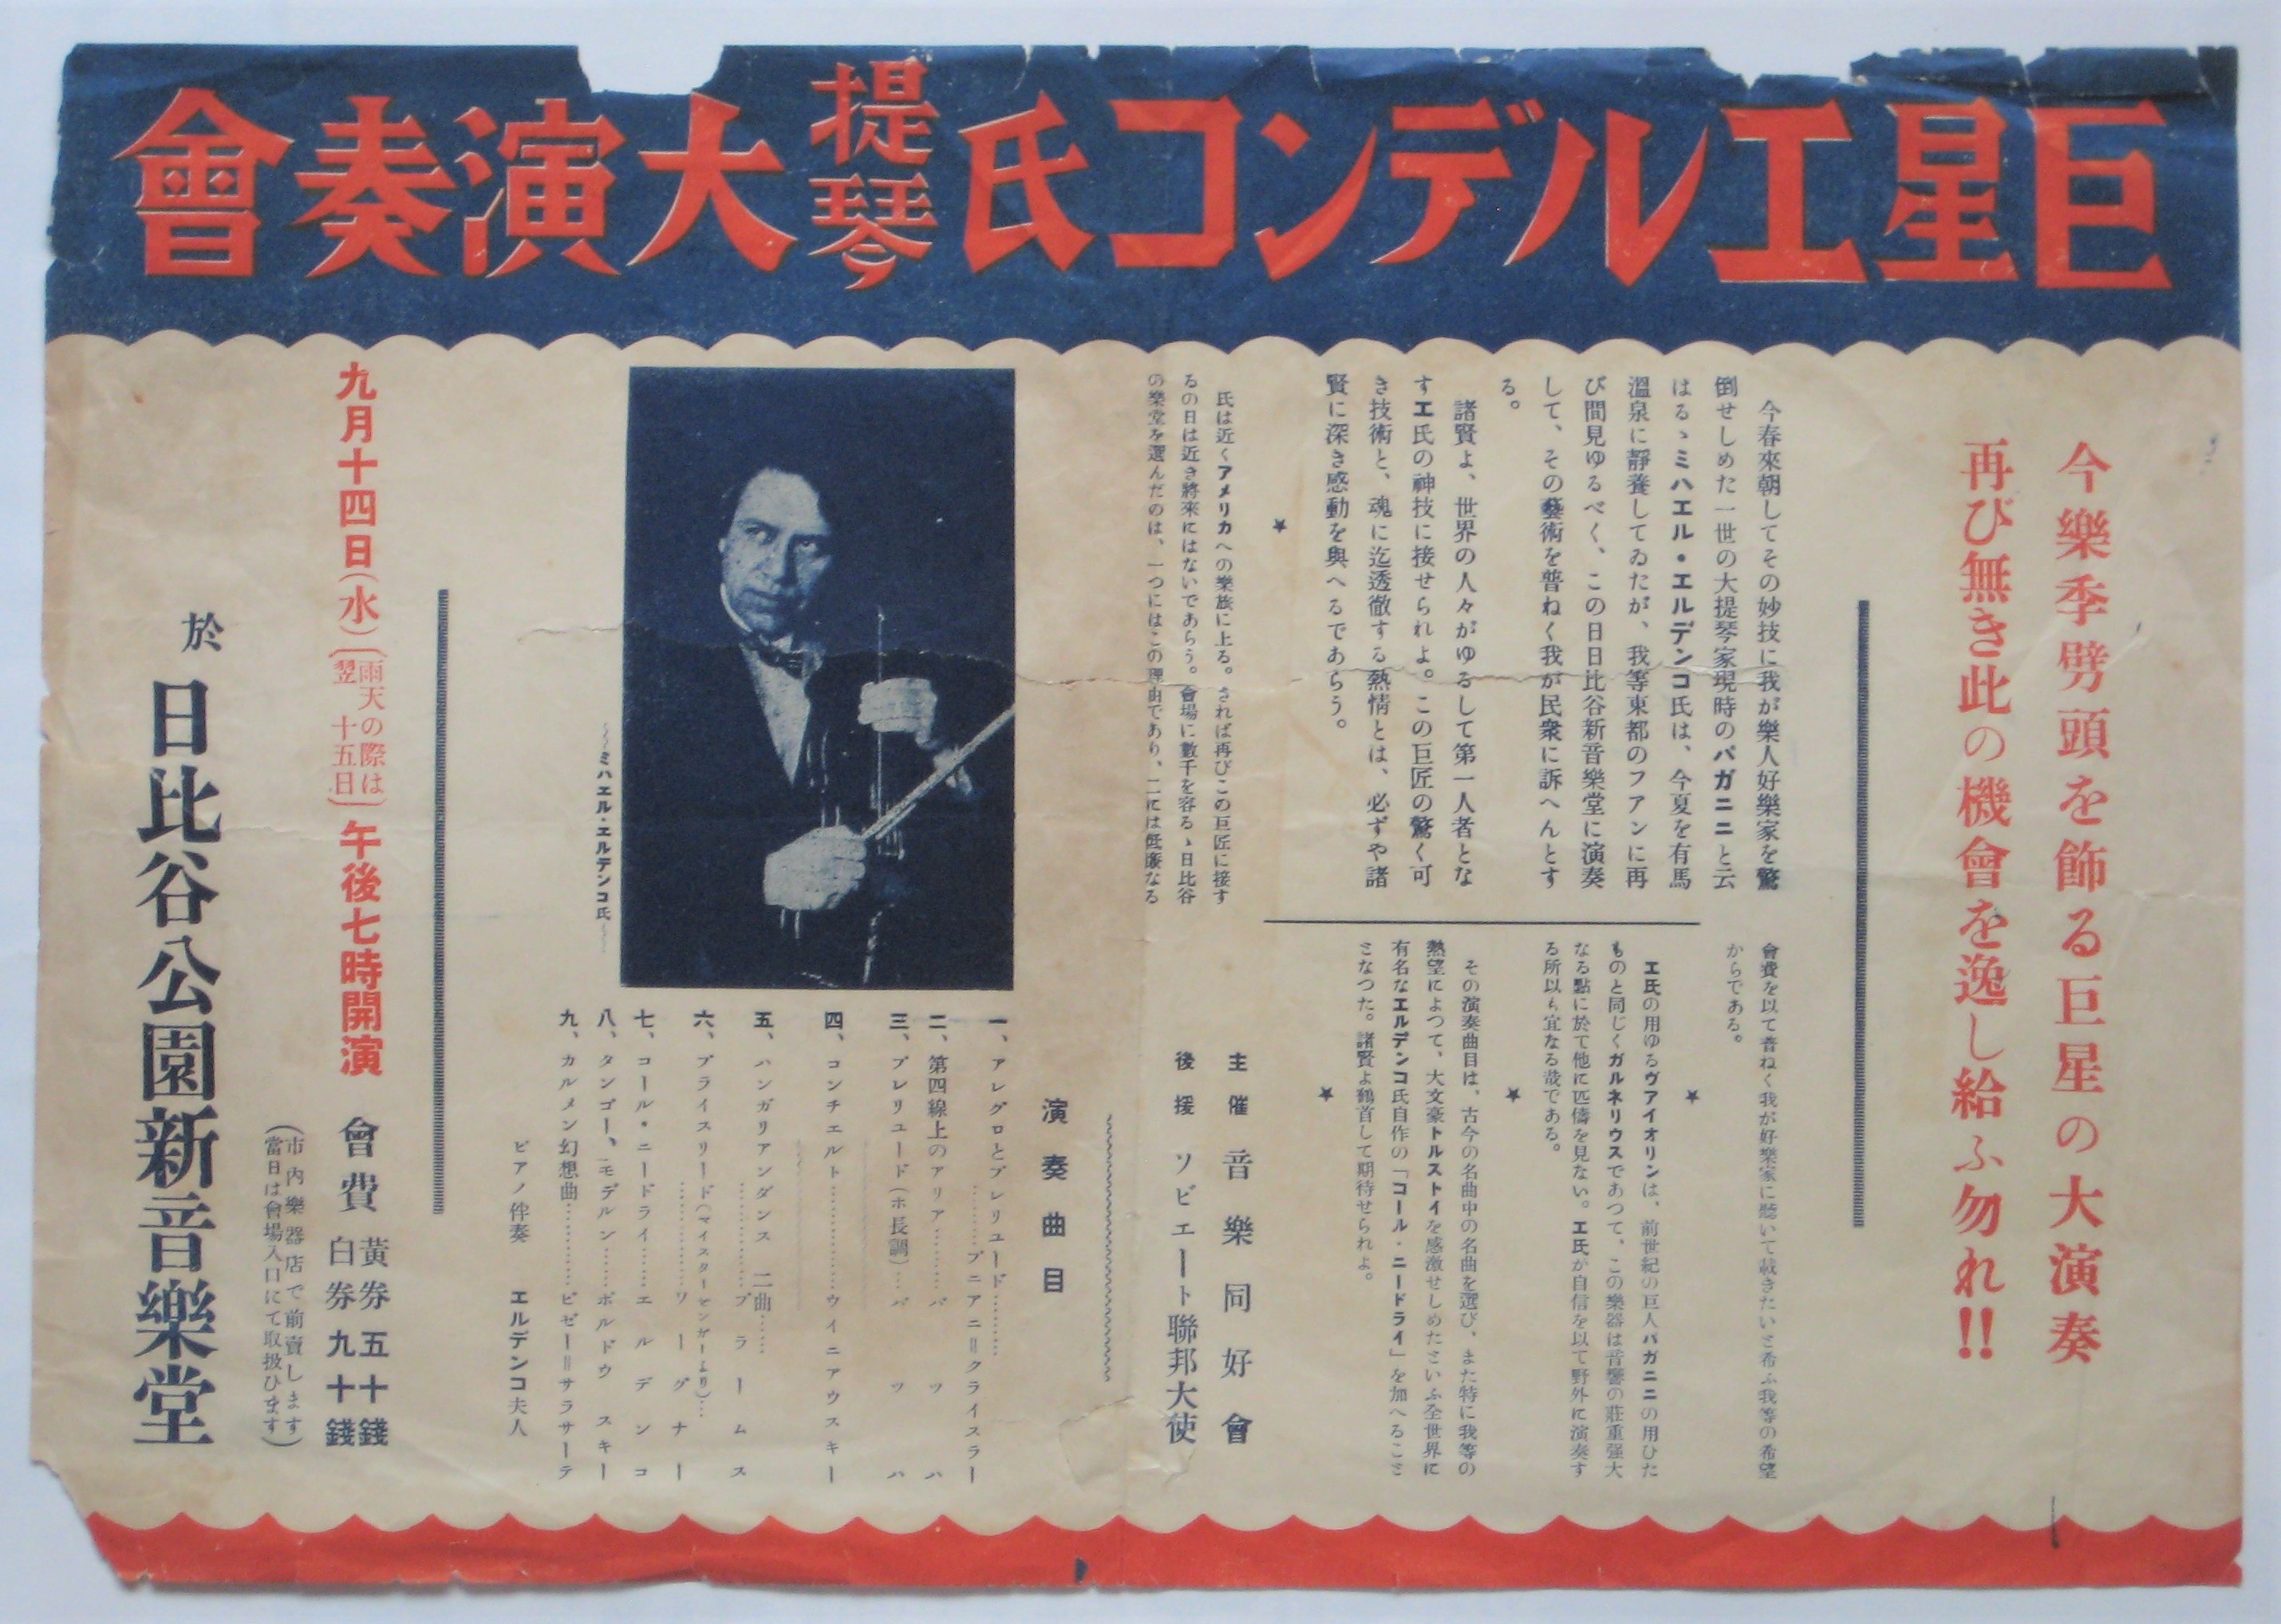 巨星エルデンコ氏提琴大演奏會
今樂季劈頭を飾る巨星の大演奏
再び無き此の機會を逸し給ふ勿れ!!
今春來朝してその妙技に我が樂人好樂家を驚
倒せしめた一世の大提琴家現時のパガニニと云
はるゝミハエル・エルデンコ氏は、今夏を有馬
溫泉に靜養してゐたが、我等東都のフアンに再
び間見ゆるべく、この日日比谷新音樂堂に演奏
して、その藝術を普ねく我が民衆に訴へんとす
る。
諸賢よ、世界の人々がゆるして第一人者とな
すエ氏の神技に接せられよ。この巨匠の驚く可
き技術と、魂に迄透徹する熱情とは、必ずや諸
賢に深き感動を與へるであらう。
★
氏は近くアメリカへの樂旅に上る。されば再びこの巨匠に接す
るの日は近き將來にはないであらう。會場に數千を容るゝ日比谷
の樂堂を選んだのは、一つにはこの理由であり、二には低廉なる
會費を以て普ねく我が好樂家に聽いて戴きたいと希ふ我等の希望
からである。
★
エ氏の用ゆるヴアイオリンは、前世紀の巨人パガニニの用ひた
ものと同じくガルネリウスであつて、この樂器は音響の莊重强大
なる點に於て他に匹儔を見ない。エ氏が自信を以て野外に演奏す
る所以も宜なる哉である。
★
その演奏曲目は、古今の名曲中の名曲を選び、また特に我等の
熱望によつて、大文豪トルストイを感激せしめたといふ全世界に
有名なエルデンコ氏自作の「コール・ニードライ」を加へること
となつた。諸賢よ鶴首して期待せられよ。
★
主催 音樂同好會
後援 ソビエート聯邦大使
演奏曲目
一、アレグロとプレリユード…………
…………プニアニ＝クライスラー
二、第四線上のアリア…………バツハ
三、プレリユード（ホ長調）…バツハ
四、コンチエルト…………ウイニアウスキー
五、ハンガリアンダンス 二曲……
…………ブラームス
六、プライスリード（マイスターゼンガーより）…
…………ワーグナー
七、コール・ニードライ……エルデンコ
八、タンゴー、モデルン……ボルドウスキー
九、カルメン幻想曲…………ビゼー＝サラサーテ
ピアノ伴奏 エルデンコ夫人
ミハエル・エルデンコ氏
九月十四日（水）（雨天の際は
翌十五日）午後七時開演
會費 黃券 五十錢
白券 九十錢
（市內樂器店で前賣します
當日は會場入口にて取扱ひます）
於 日比谷公園新音樂堂